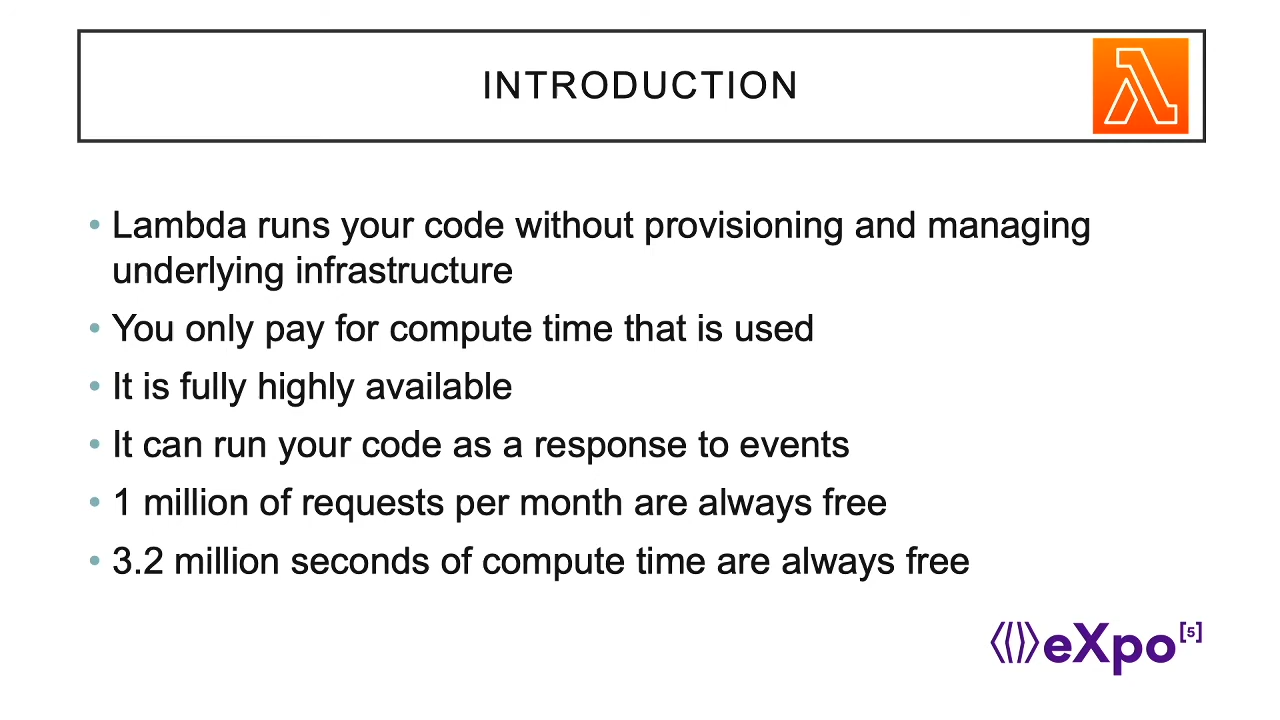 INTRODUCTION
• Lambda runs your code without provisioning and managing
underlying infrastructure
• You only pay for compute time that is used
• It is fully highly available
• It can run your code as a response to events
• 1 million of requests per month are always free
• 3.2 million seconds of compute time are always free
eXpo[5]